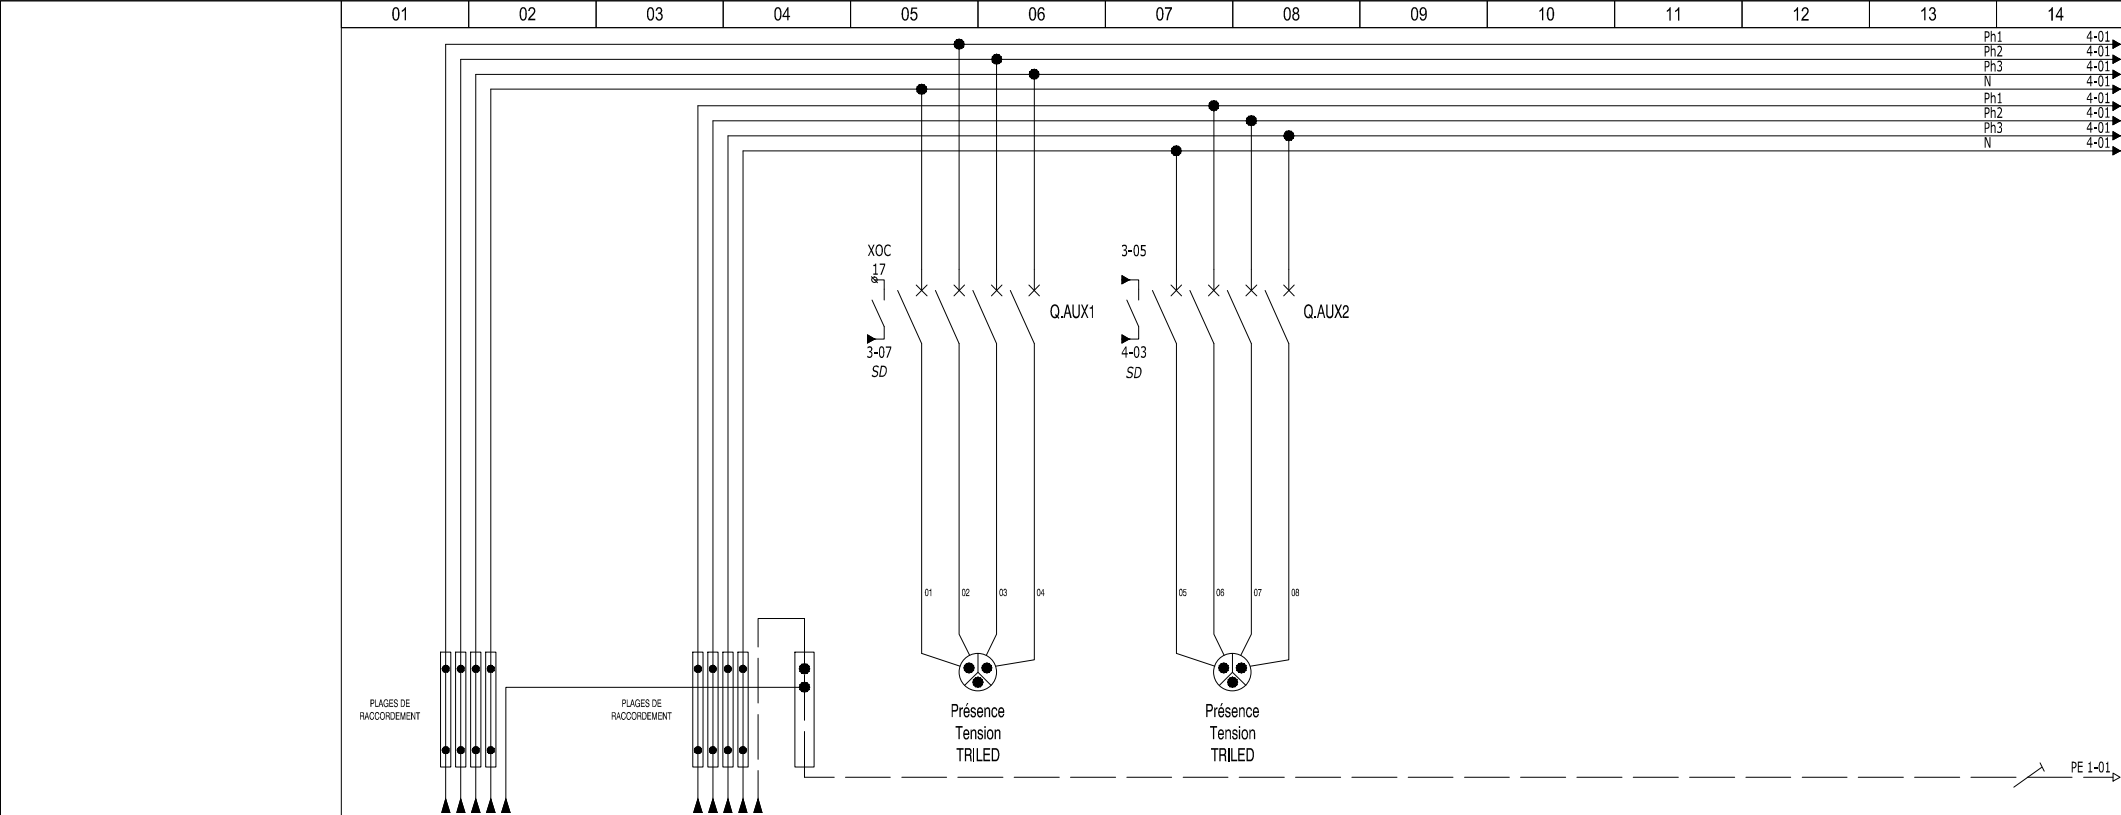 01 02 03 04 05 06 07 08 09 10 11 12 13 14
Ph1 4-01
Ph2 4-01
Ph3 4-01
N 4-01
Ph1 4-01
Ph2 4-01
Ph3 4-01
N 4-01
XOC
17
3-07
SD
Q.AUX1
3-05
4-03
SD
Q.AUX2
01 02 03 04
05 06 07 08
PLAGES DE
RACCORDEMENT
PLAGES DE
RACCORDEMENT
Présence
Tension
TRILED
Présence
Tension
TRILED
PE 1-01